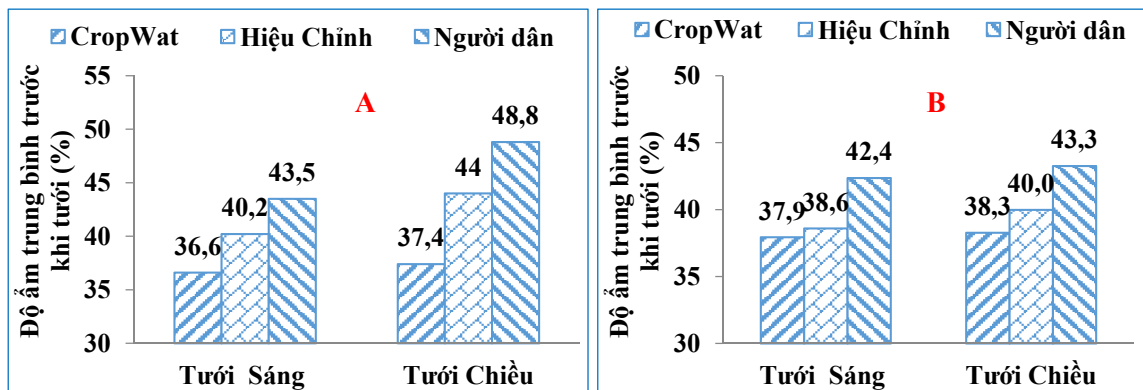 CropWat Hiệu Chỉnh Người dân
Độ ẩm trung bình trước
khi tưới (%)
55
50
45
40
35
30
A
36,6
40,2
43,5
37,4
44
48,8
Tưới Sáng
Tưới Chiều
CropWat Hiệu Chỉnh Người dân
Độ ẩm trung bình trước
khi tưới (%)
50
45
40
35
30
B
37,9
38,6
42,4
38,3
40,0
43,3
Tưới Sáng
Tưới Chiều